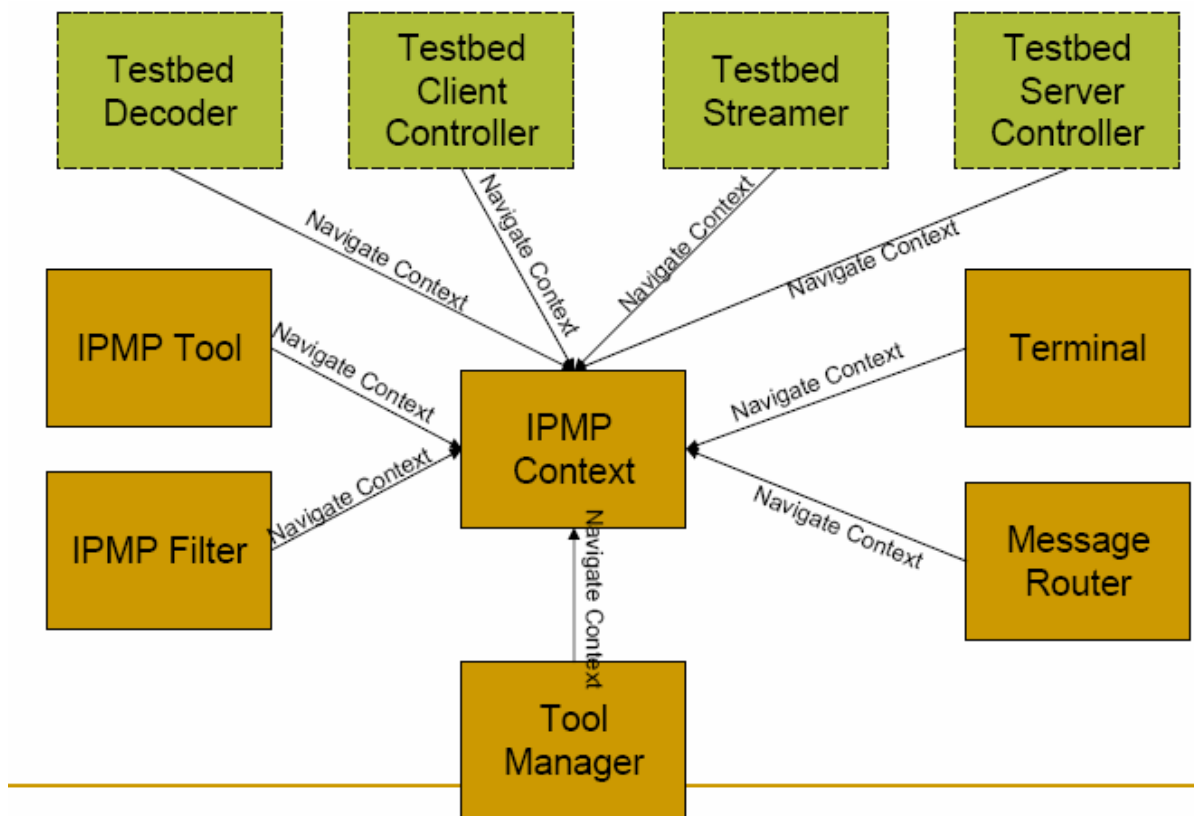 Testbed
Decoder
Testbed
Client
Controller
Testbed
Streamer
Testbed
Server
Controller
Navigate Context
Navigate Context
Navigate Context
Navigate Context
IPMP Tool
Navigate Context
Navigate Context
Terminal
IPMP
Context
IPMP Filter
Navigate Context
Navigate Context
Message
Router
Navigate Context
Tool
Manager